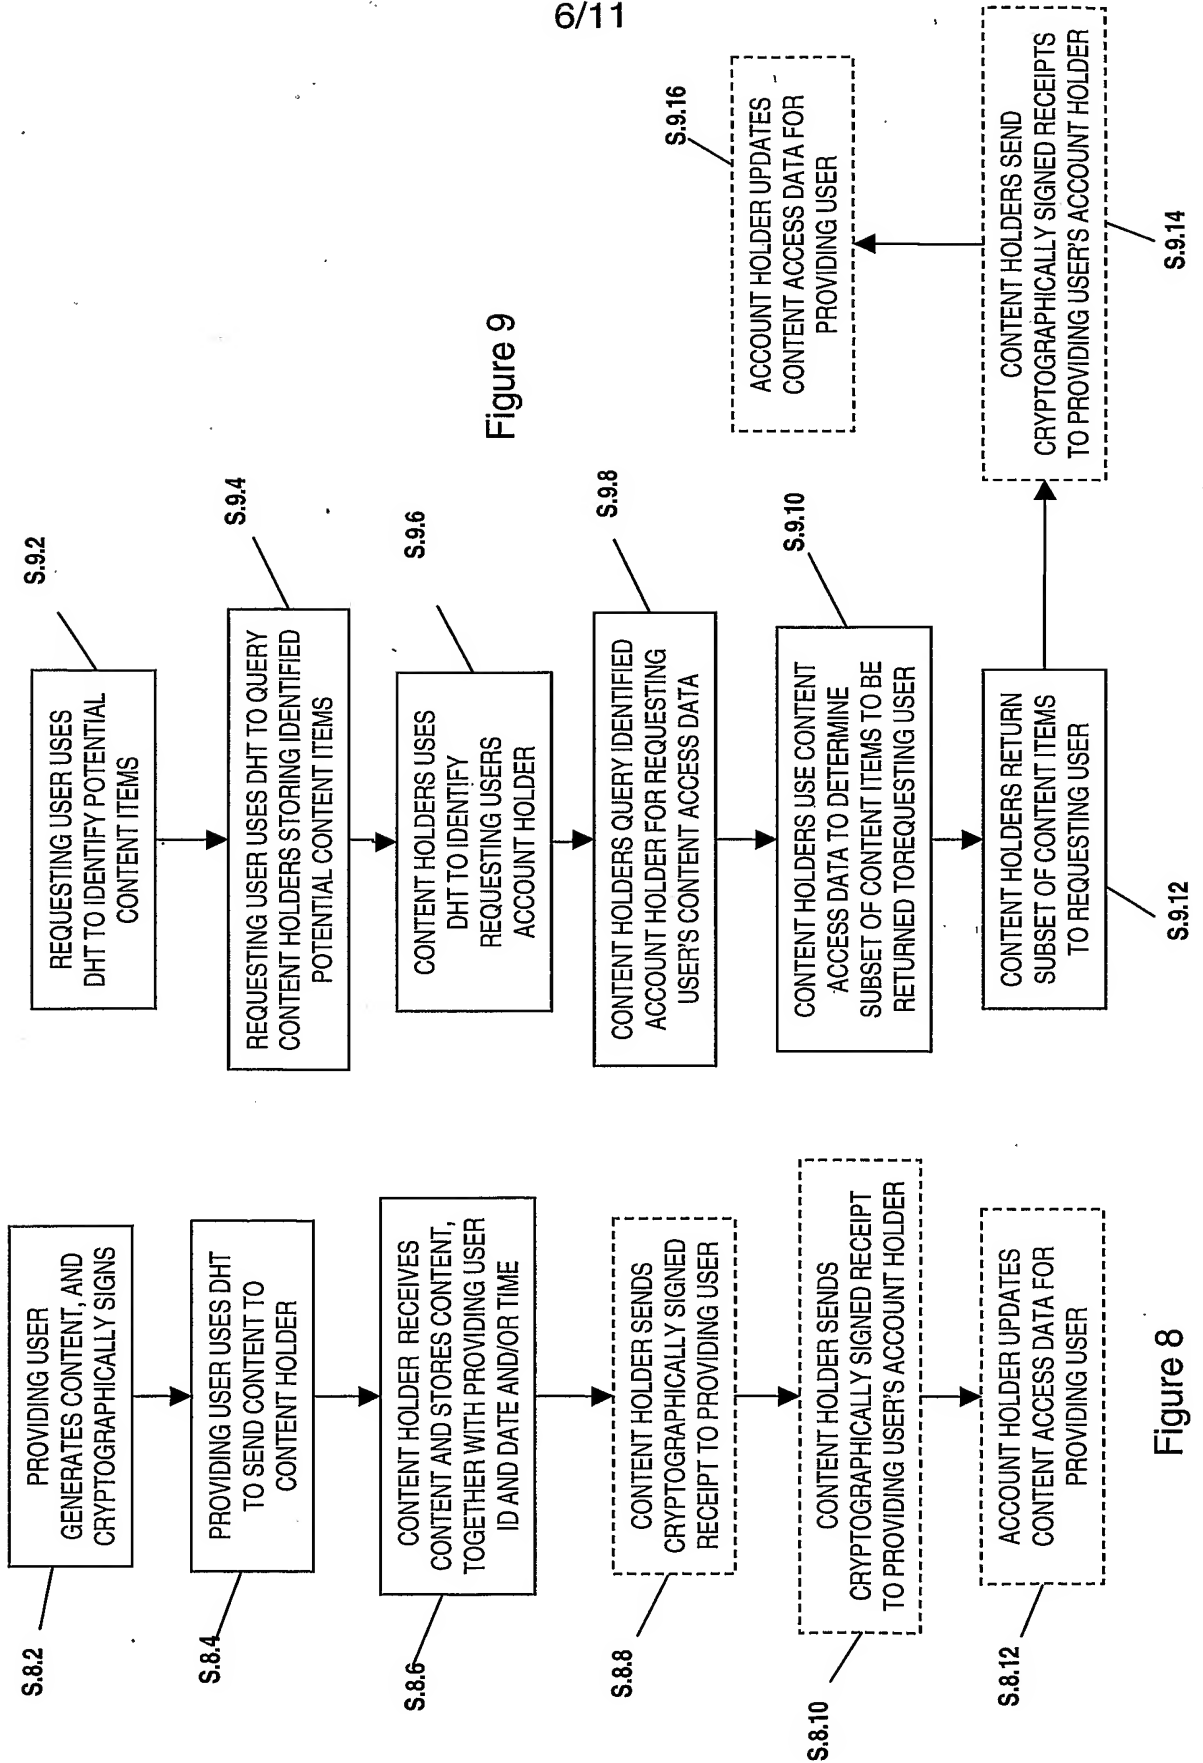 6/11
S.8.2
PROVIDING USER
GENERATES CONTENT, AND
CRYPTOGRAPHICALLY SIGNS
S.8.4
PROVIDING USER USES DHT
TO SEND CONTENT TO
CONTENT HOLDER
S.8.6
CONTENT HOLDER RECEIVES
CONTENT AND STORES CONTENT,
TOGETHER WITH PROVIDING USER
ID AND DATE AND/OR TIME
S.8.8
CONTENT HOLDER SENDS
CRYPTOGRAPHICALLY SIGNED
RECEIPT TO PROVIDING USER
S.8.10
CONTENT HOLDER SENDS
CRYPTOGRAPHICALLY SIGNED RECEIPT
TO PROVIDING USER'S ACCOUNT HOLDER
S.8.12
ACCOUNT HOLDER UPDATES
CONTENT ACCESS DATA FOR
PROVIDING USER
Figure 8
S.9.2
REQUESTING USER USES
DHT TO IDENTIFY POTENTIAL
CONTENT ITEMS
S.9.4
REQUESTING USER USES DHT TO QUERY
CONTENT HOLDERS STORING IDENTIFIED
POTENTIAL CONTENT ITEMS
S.9.6
CONTENT HOLDERS USES
DHT TO IDENTIFY
REQUESTING USERS
ACCOUNT HOLDER
S.9.8
CONTENT HOLDERS QUERY IDENTIFIED
ACCOUNT HOLDER FOR REQUESTING
USER'S CONTENT ACCESS DATA
S.9.10
CONTENT HOLDERS USE CONTENT
ACCESS DATA TO DETERMINE
SUBSET OF CONTENT ITEMS TO BE
RETURNED TOREQUESTING USER
S.9.12
CONTENT HOLDERS RETURN
SUBSET OF CONTENT ITEMS
TO REQUESTING USER
S.9.14
CONTENT HOLDERS SEND
CRYPTOGRAPHICALLY SIGNED RECEIPTS
TO PROVIDING USER'S ACCOUNT HOLDER
S.9.16
ACCOUNT HOLDER UPDATES
CONTENT ACCESS DATA FOR
PROVIDING USER
Figure 9